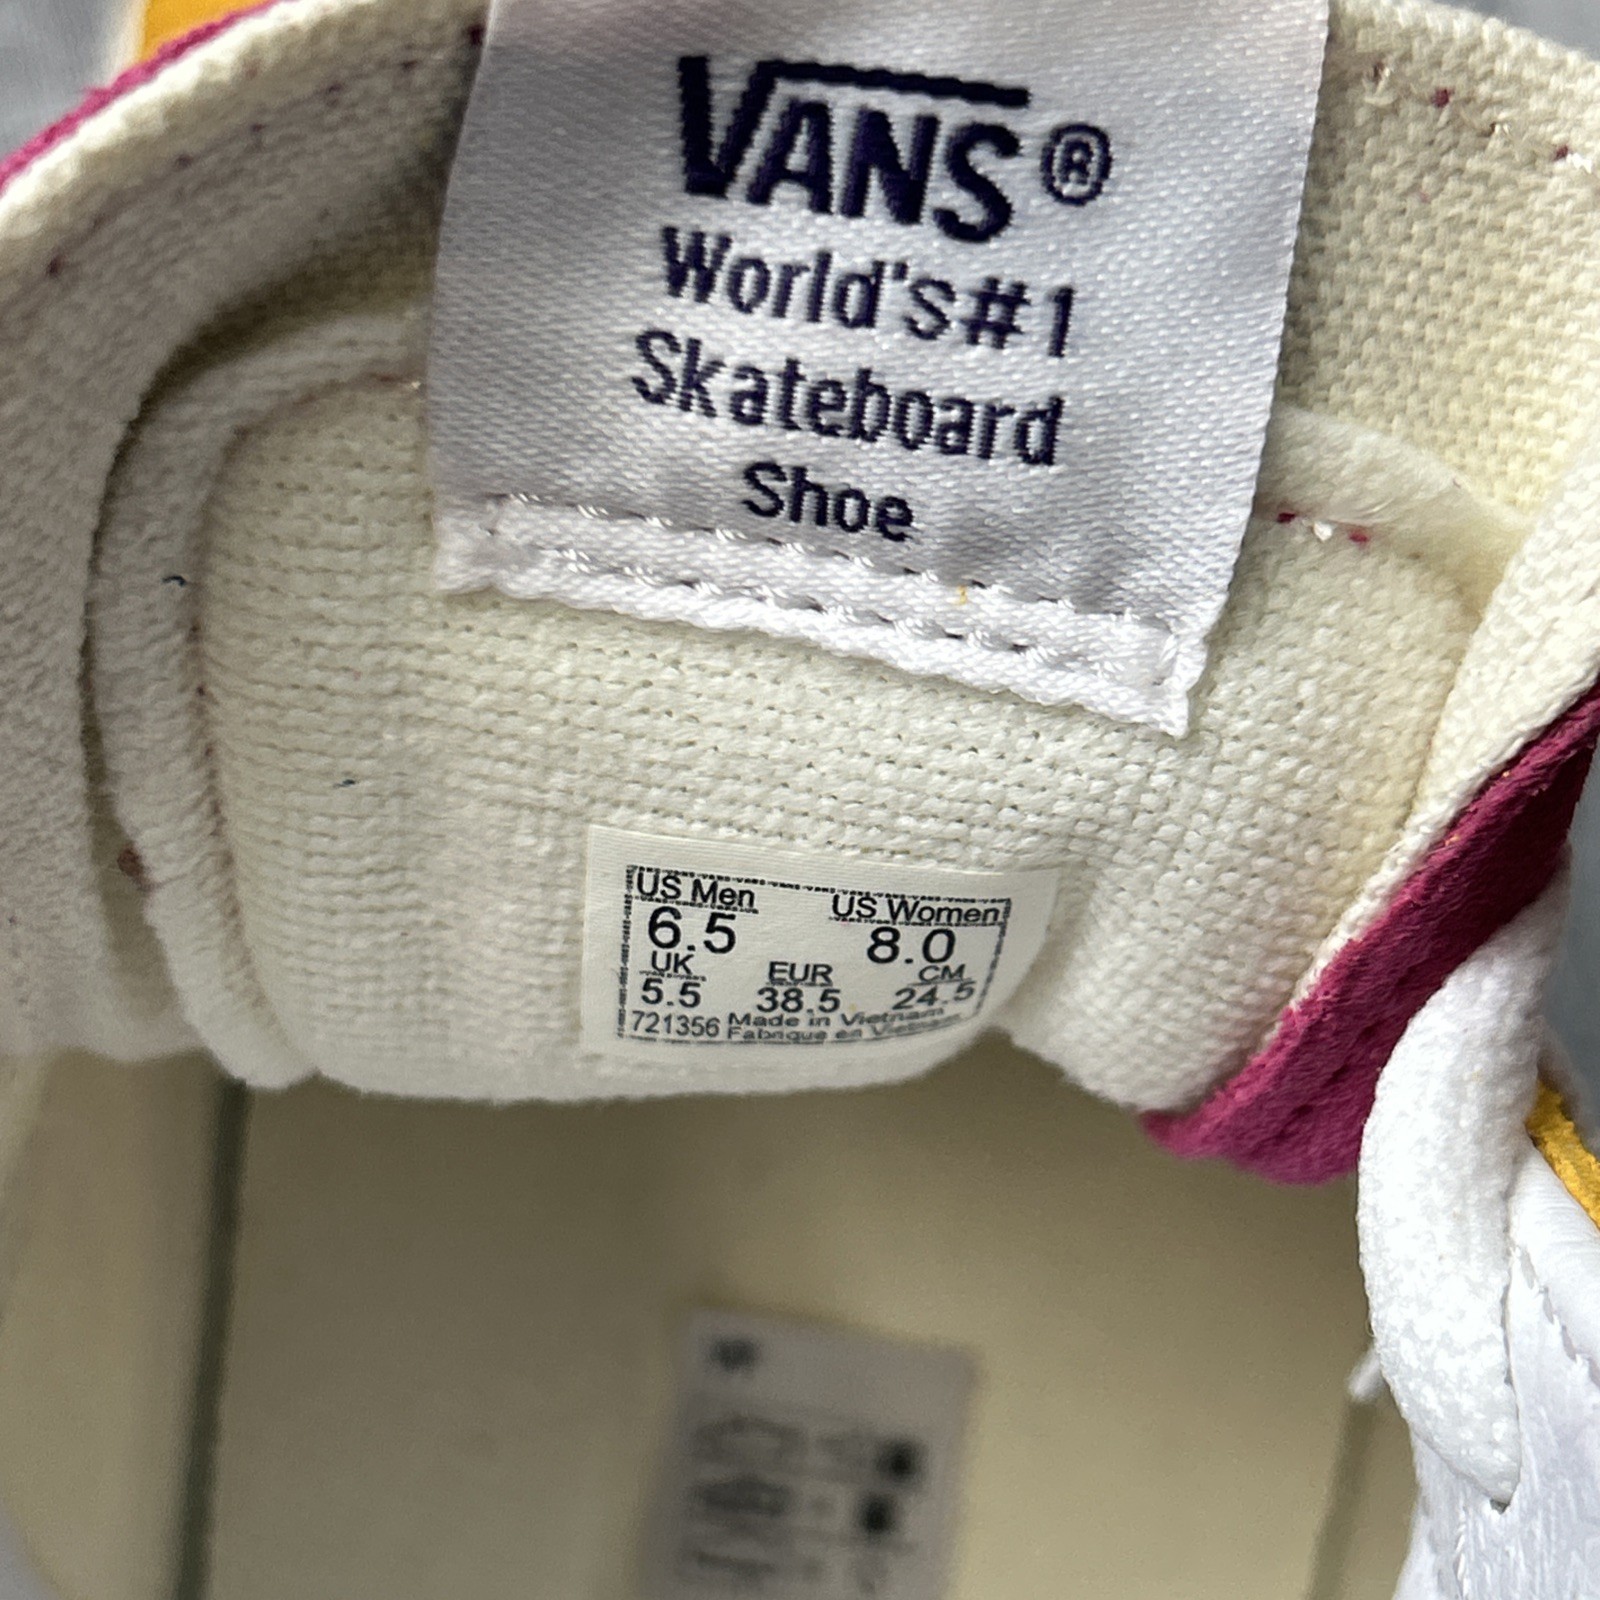 VANS®
World's #1
Skateboard
Shoe
US Men US Women
6.5 8.0
UK EUR CM
5.5 38.5 24.5
721356 Made in Vietnam
Fabriqué en Vietnam